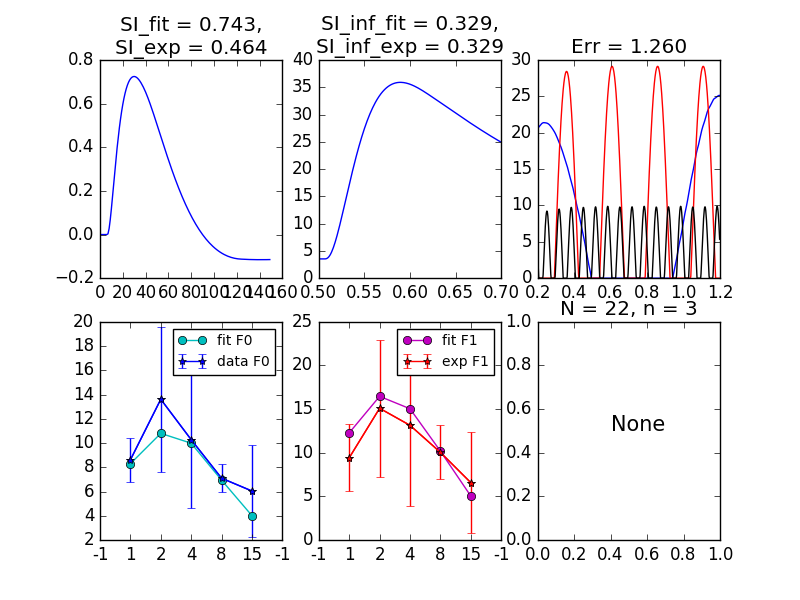 SI_fit = 0.743,
SI_exp = 0.464
SI_inf_fit = 0.329,
SI_inf_exp = 0.329
Err = 1.260
0.8
0.6
0.4
0.2
0.0
−0.2
0 20 40 60 80 100 120 140 160
40
35
30
25
20
15
10
5
0
0.50 0.55 0.60 0.65 0.70
30
25
20
15
10
5
0
0.2 0.4 0.6 0.8 1.0 1.2
20
18
16
14
12
10
8
6
4
2
-1 1 2 4 8 15 -1
fit F0
data F0
25
20
15
10
5
0
-1 1 2 4 8 15 -1
fit F1
exp F1
N = 22, n = 3
1.0
0.8
0.6
0.4
0.2
0.0
None
0.0 0.2 0.4 0.6 0.8 1.0